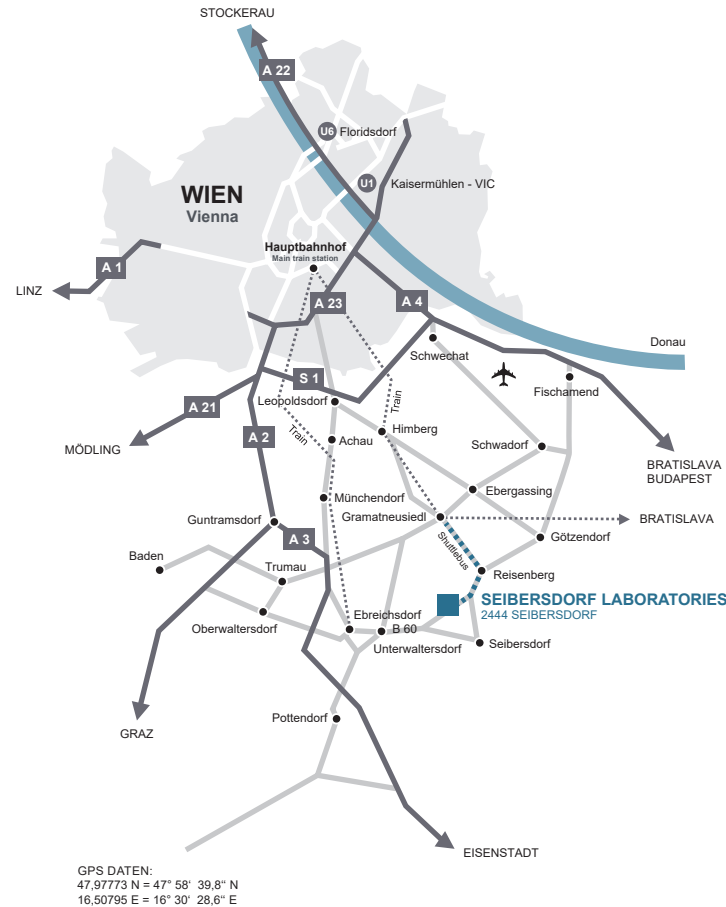 STOCKERAU
A 22
U6 Floridsdorf
U1
Kaisermühlen - VIC
WIEN
Vienna
Hauptbahnhof
Main train station
A 1
LINZ
A 23
A 4
Donau
Schwechat
S 1
Fischamend
A 21
Leopoldsdorf
Train
Train
Himberg
A 2
Achau
Schwadorf
MÖDLING
BRATISLAVA
BUDAPEST
Münchendorf
Ebergassing
Guntramsdorf
Gramatneusiedl
BRATISLAVA
A 3
Shuttlebus
Götzendorf
Baden
Trumau
Reisenberg
SEIBERSDORF LABORATORIES
2444 SEIBERSDORF
Oberwaltersdorf
Ebreichsdorf
B 60
Unterwaltersdorf
Seibersdorf
Pottendorf
GRAZ
EISENSTADT
GPS DATEN:
47,97773 N = 47° 58‘ 39,8“ N
16,50795 E = 16° 30‘ 28,6“ E